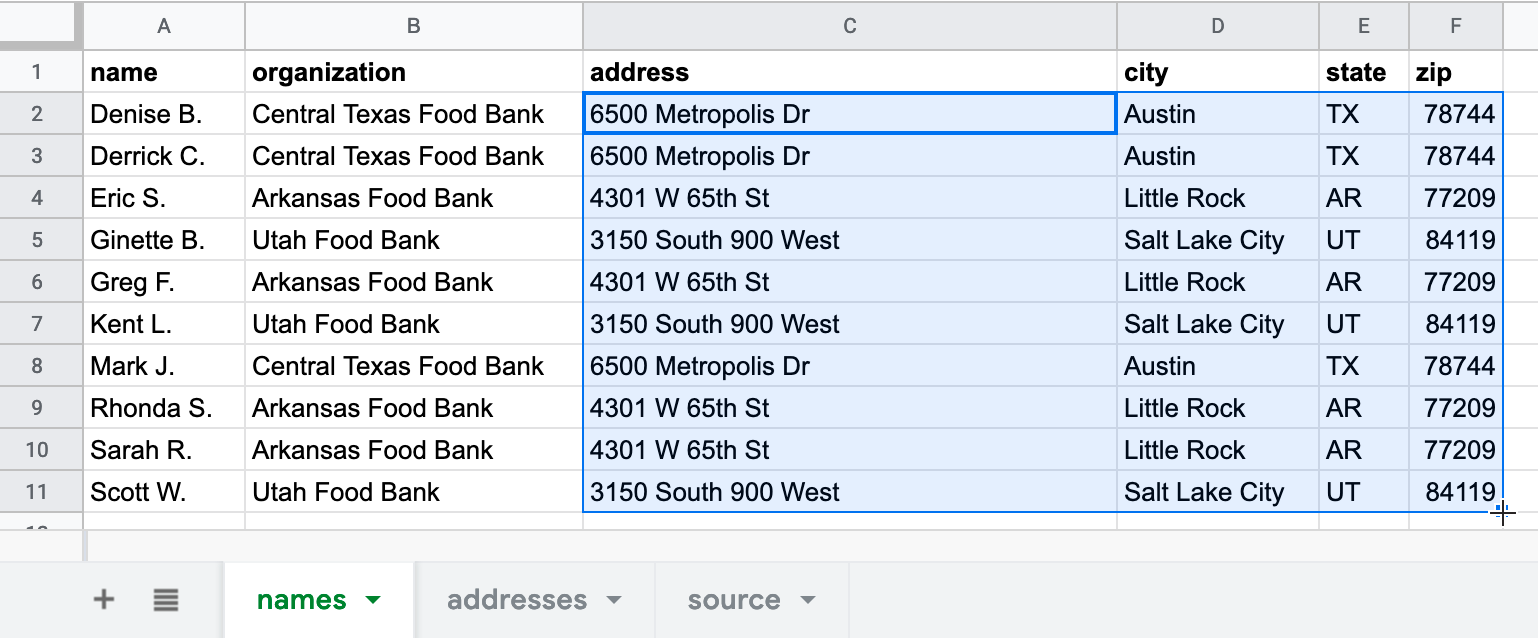 A B C D E F
1 name organization address city state zip
2 Denise B. Central Texas Food Bank 6500 Metropolis Dr Austin TX 78744
3 Derrick C. Central Texas Food Bank 6500 Metropolis Dr Austin TX 78744
4 Eric S. Arkansas Food Bank 4301 W 65th St Little Rock AR 77209
5 Ginette B. Utah Food Bank 3150 South 900 West Salt Lake City UT 84119
6 Greg F. Arkansas Food Bank 4301 W 65th St Little Rock AR 77209
7 Kent L. Utah Food Bank 3150 South 900 West Salt Lake City UT 84119
8 Mark J. Central Texas Food Bank 6500 Metropolis Dr Austin TX 78744
9 Rhonda S. Arkansas Food Bank 4301 W 65th St Little Rock AR 77209
10 Sarah R. Arkansas Food Bank 4301 W 65th St Little Rock AR 77209
11 Scott W. Utah Food Bank 3150 South 900 West Salt Lake City UT 84119
names addresses source